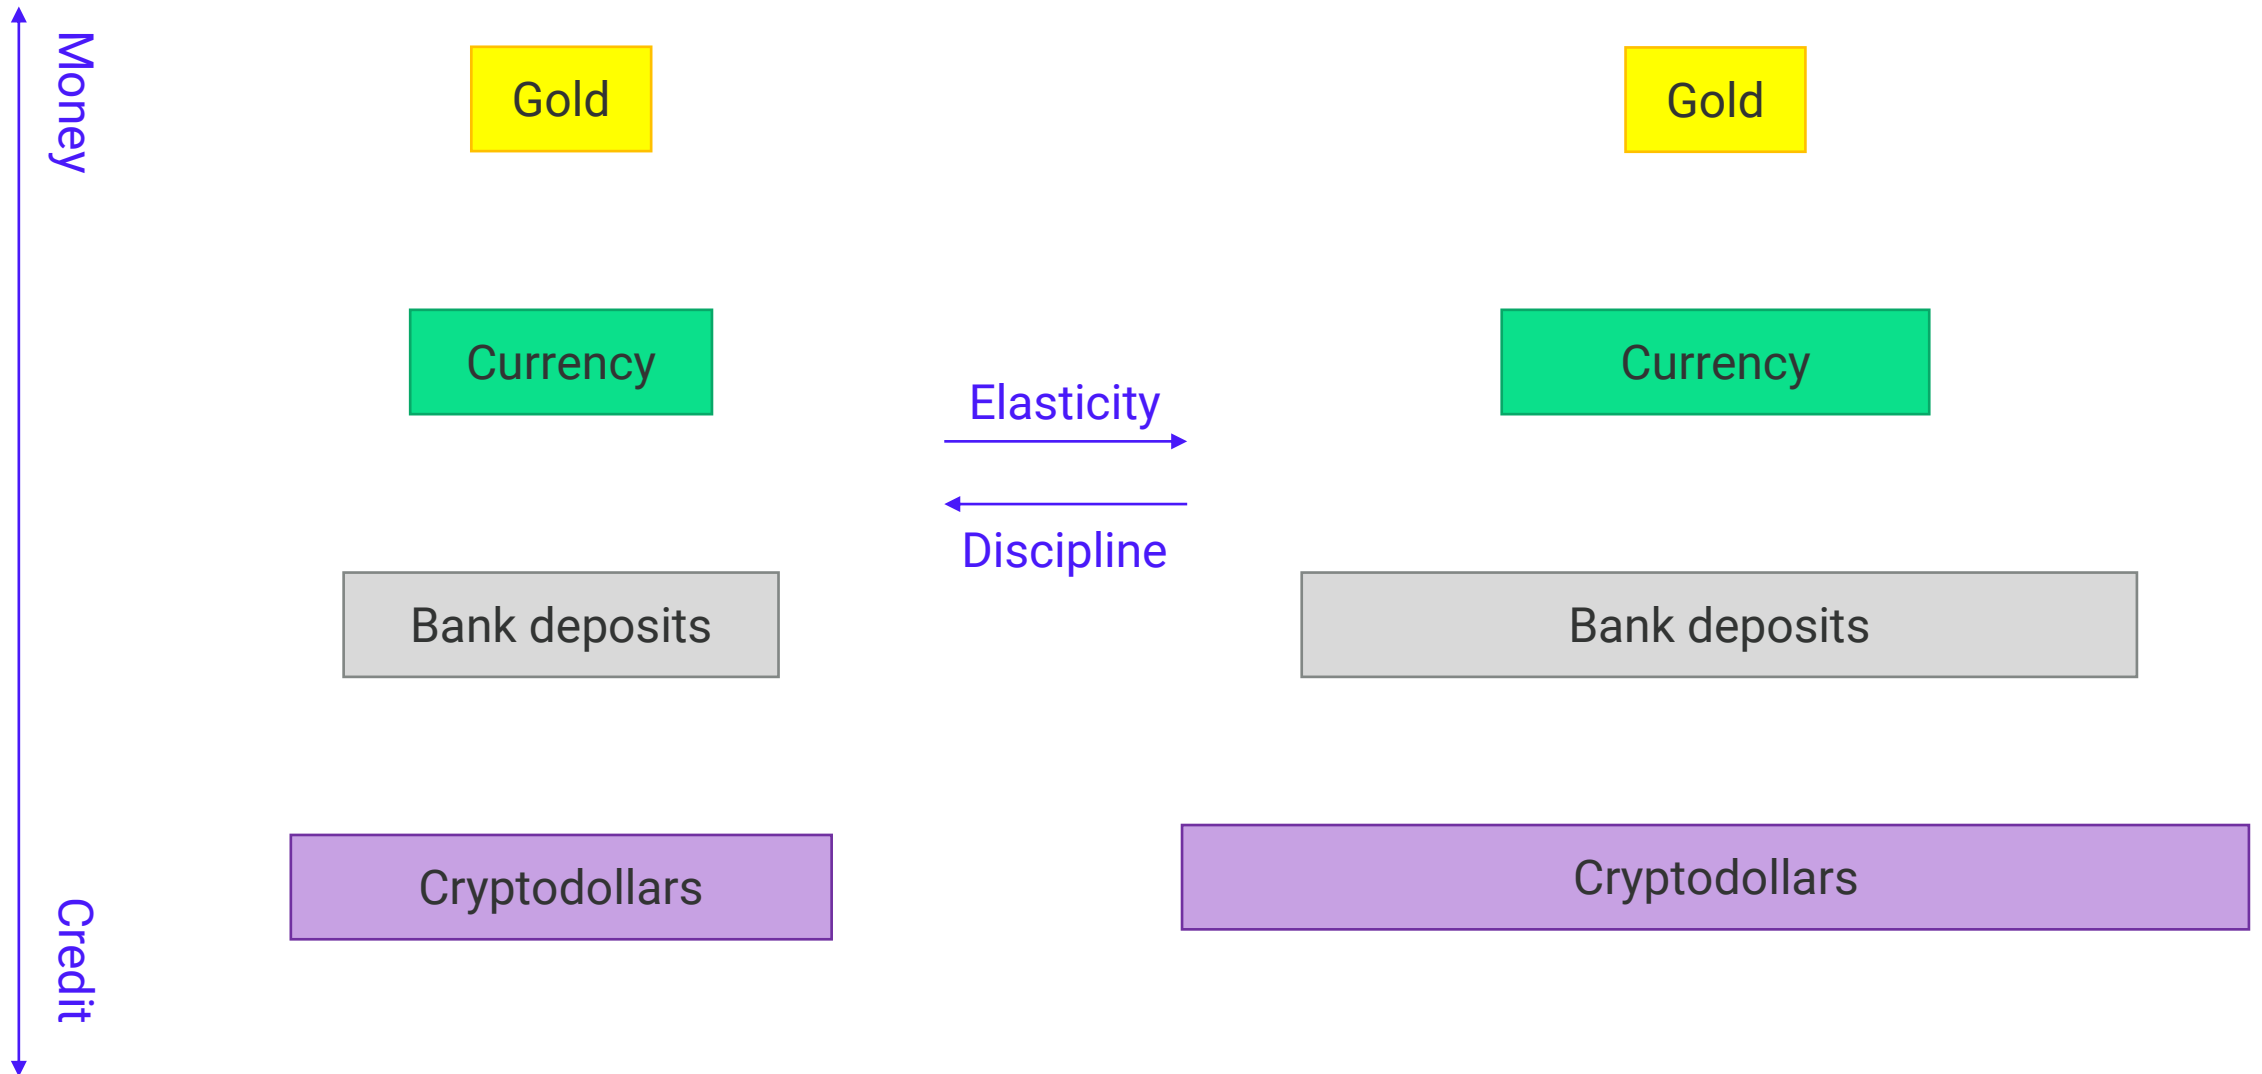 Money
Gold
Gold
Currency
Currency
Elasticity
Discipline
Bank deposits
Bank deposits
Cryptodollars
Cryptodollars
Credit